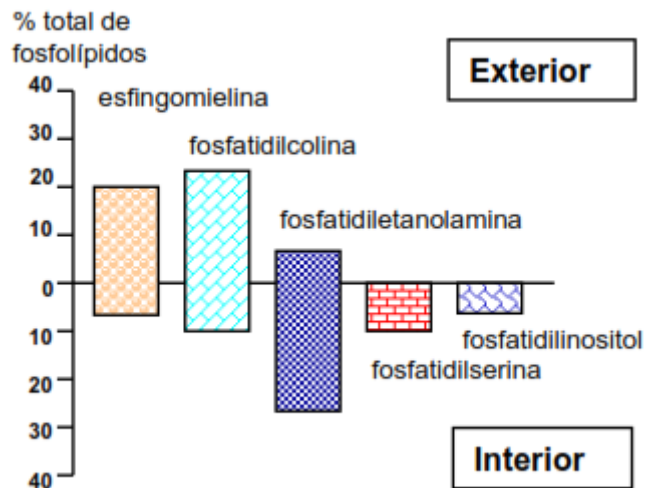 % total de
fosfolípidos
Exterior
40
esfingomielina
30
fosfatidilcolina
20
fosfatidiletanolamina
10
0
fosfatidilinositol
10
fosfatidilserina
20
30
Interior
40